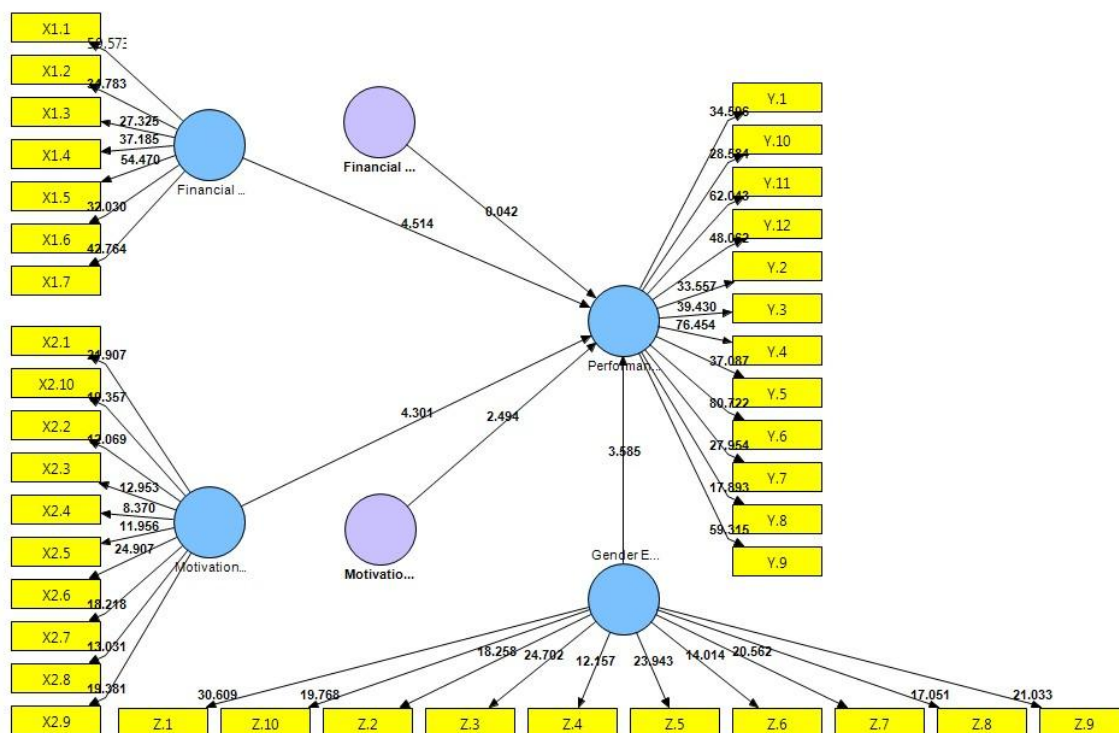 X1.1
X1.2
X1.3
27.325
X1.4
37.185
X1.5
54.470
X1.6
32.030
X1.7
42.764
Financial ...
Financial ...
4.514
0.042
X2.1
X2.10
X2.2
X2.3
12.953
X2.4
8.370
X2.5
11.956
X2.6
24.907
X2.7
18.218
X2.8
13.031
X2.9
19.381
Motivation...
Motivatio...
4.301
2.494
Performan...
3.585
Gender E...
Y.1
34.596
Y.10
28.584
Y.11
62.043
Y.12
48.062
Y.2
33.557
Y.3
39.430
Y.4
76.454
Y.5
37.087
Y.6
80.722
Y.7
27.954
Y.8
17.893
Y.9
59.315
30.609
19.768
18.258
24.702
12.157
23.943
14.014
20.562
17.051
21.033
Z.1
Z.10
Z.2
Z.3
Z.4
Z.5
Z.6
Z.7
Z.8
Z.9